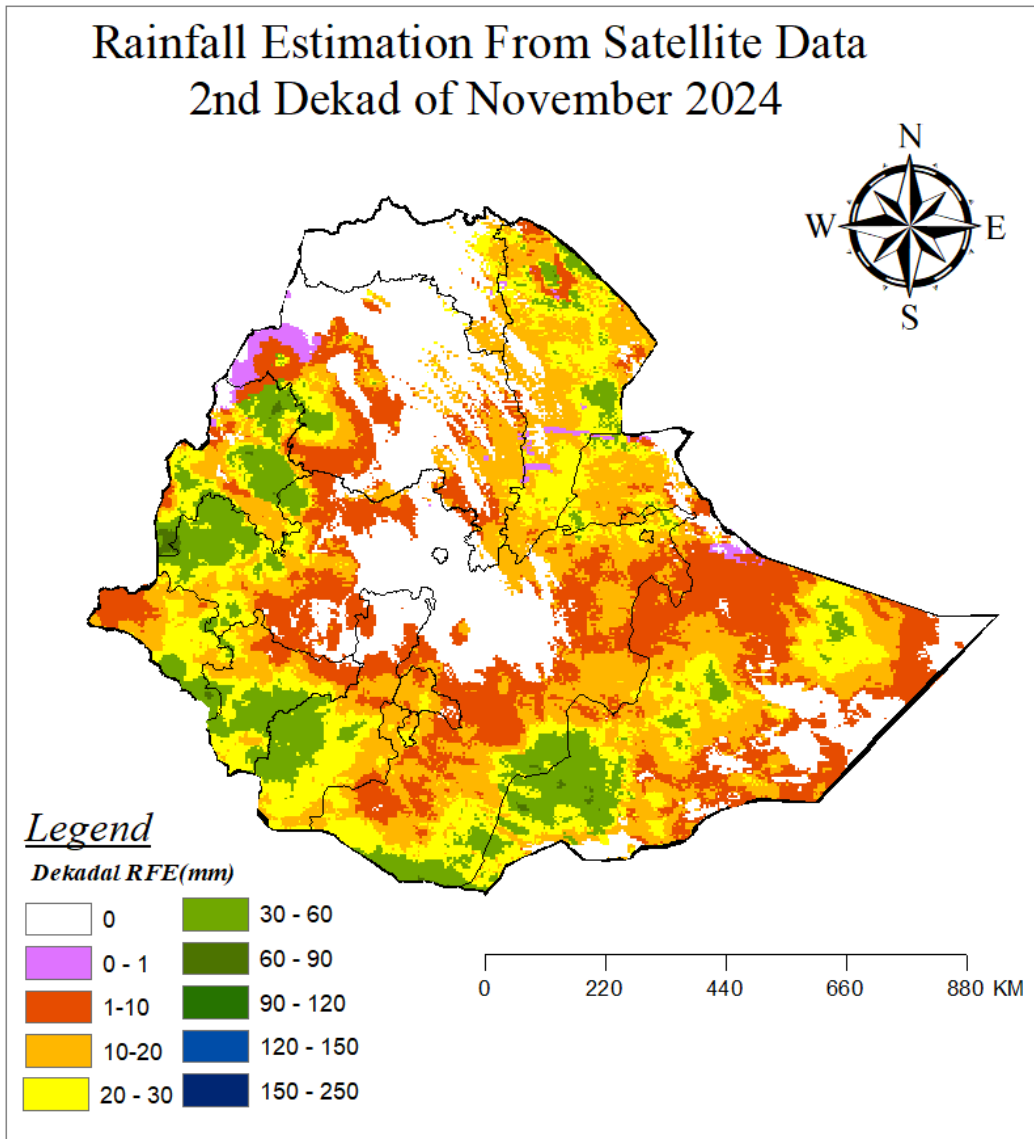 Rainfall Estimation From Satellite Data
2nd Dekad of November 2024
N
W
E
S
Legend
Dekadal RFE(mm)
0
0 - 1
1-10
10-20
20 - 30
30 - 60
60 - 90
90 - 120
120 - 150
150 - 250
0 220 440 660 880 KM